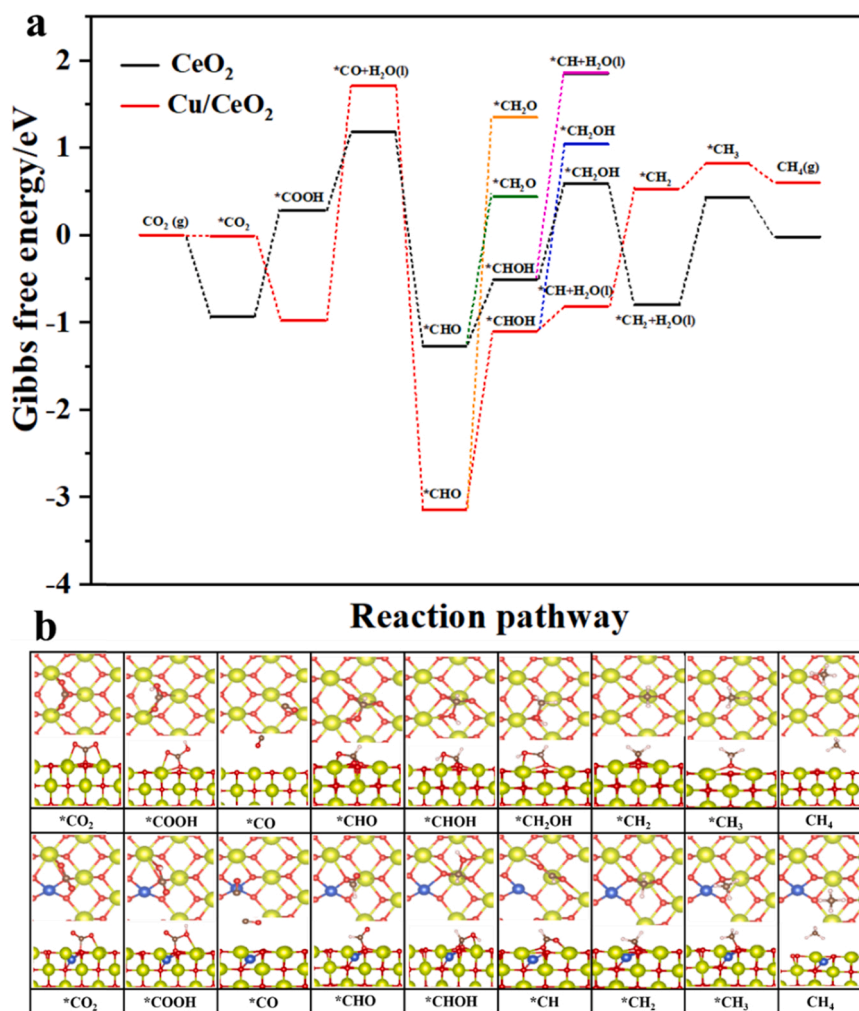 a
CeO₂
Cu/CeO₂
Gibbs free energy/eV
2
1
0
-1
-2
-3
-4
CO₂ (g)
*CO₂
*COOH
*CO+H₂O(l)
*CHO
*CHO
*CH₂O
*CH₂O
*CHOH
*CHOH
*CH+H₂O(l)
*CH₂OH
*CH₂OH
*CH+H₂O(l)
*CH₂
*CH₂+H₂O(l)
*CH₃
CH₄(g)
Reaction pathway
b
*CO₂ *COOH *CO *CHO *CHOH *CH₂OH *CH₂ *CH₃ CH₄
*CO₂ *COOH *CO *CHO *CHOH *CH *CH₂ *CH₃ CH₄